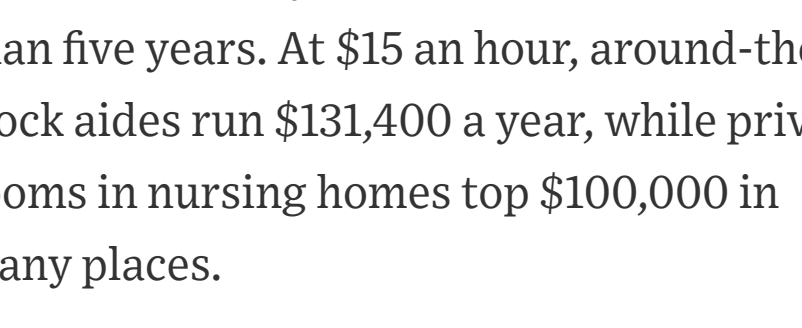 an five years. At $15 an hour, around-th
ock aides run $131,400 a year, while priv
oms in nursing homes top $100,000 in
any places.